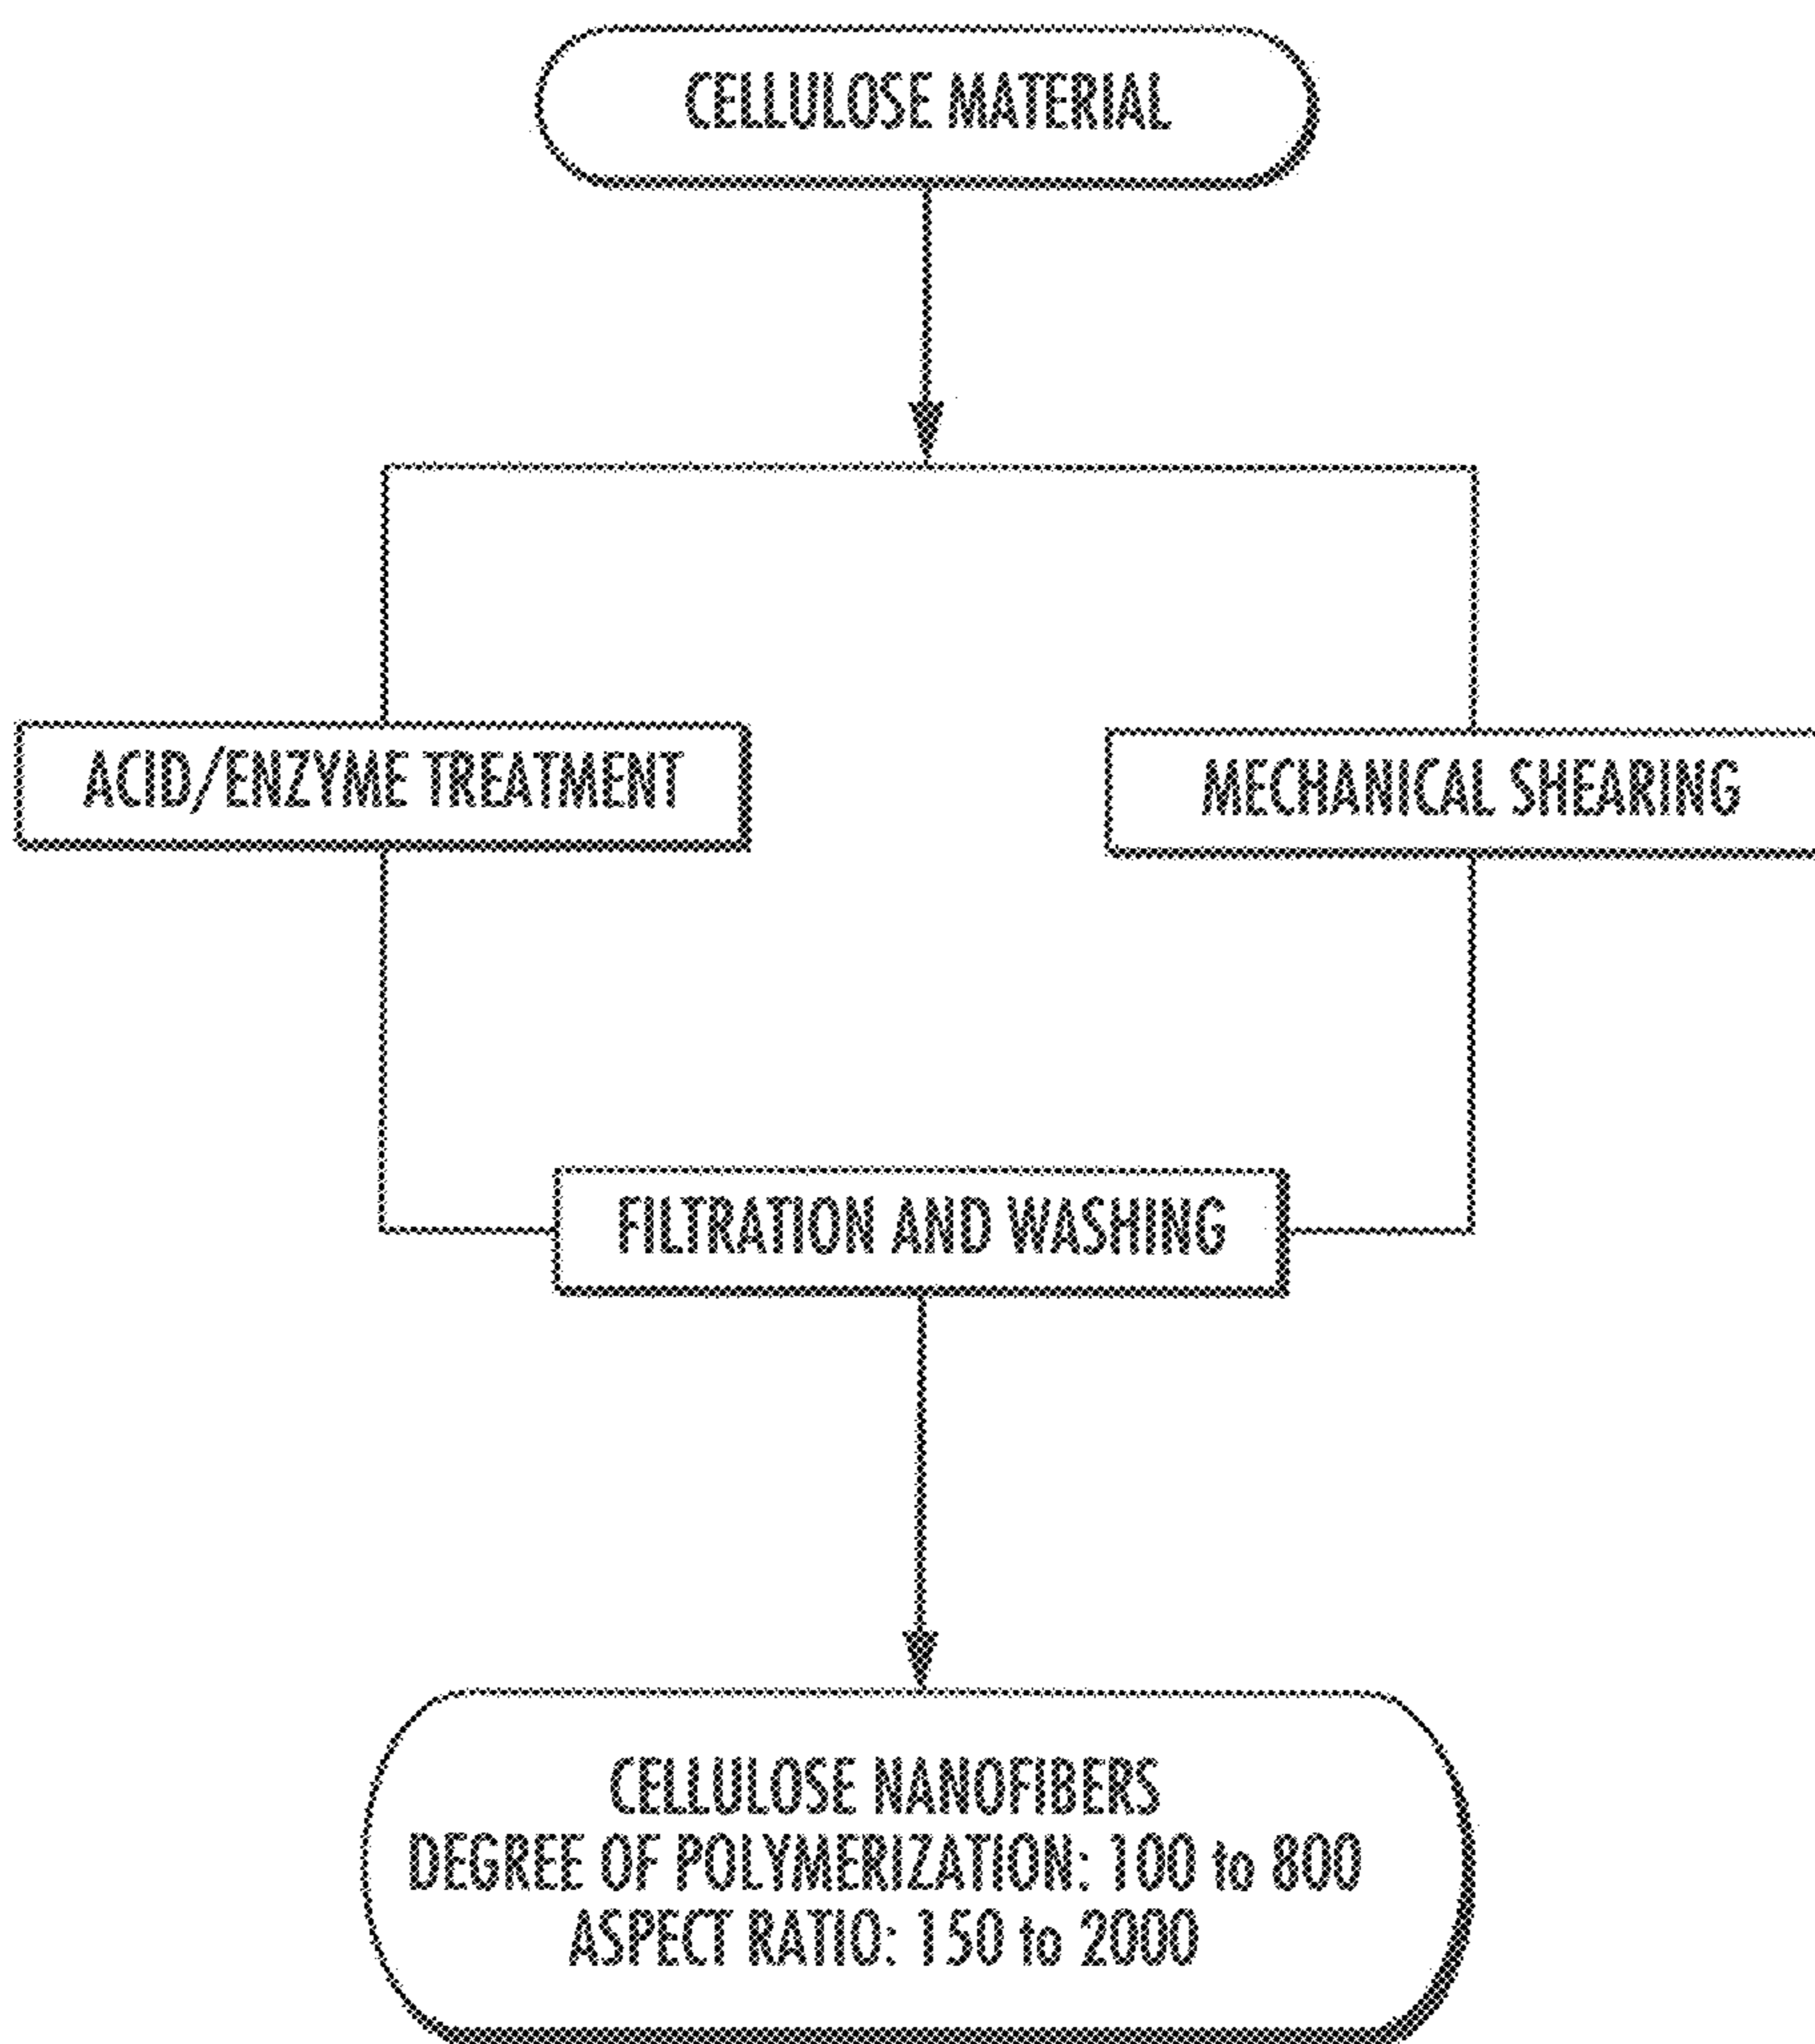 CELLULOSE MATERIAL
ACID/ENZYME TREATMENT
MECHANICAL SHEARING
FILTRATION AND WASHING
CELLULOSE NANOFIBERS
DEGREE OF POLYMERIZATION: 100 to 800
ASPECT RATIO: 150 to 2000